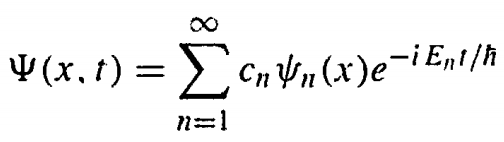 Ψ(x, t) = ∑_{n=1}^{∞} c_n ψ_n(x) e^{-iE_n t/ħ}